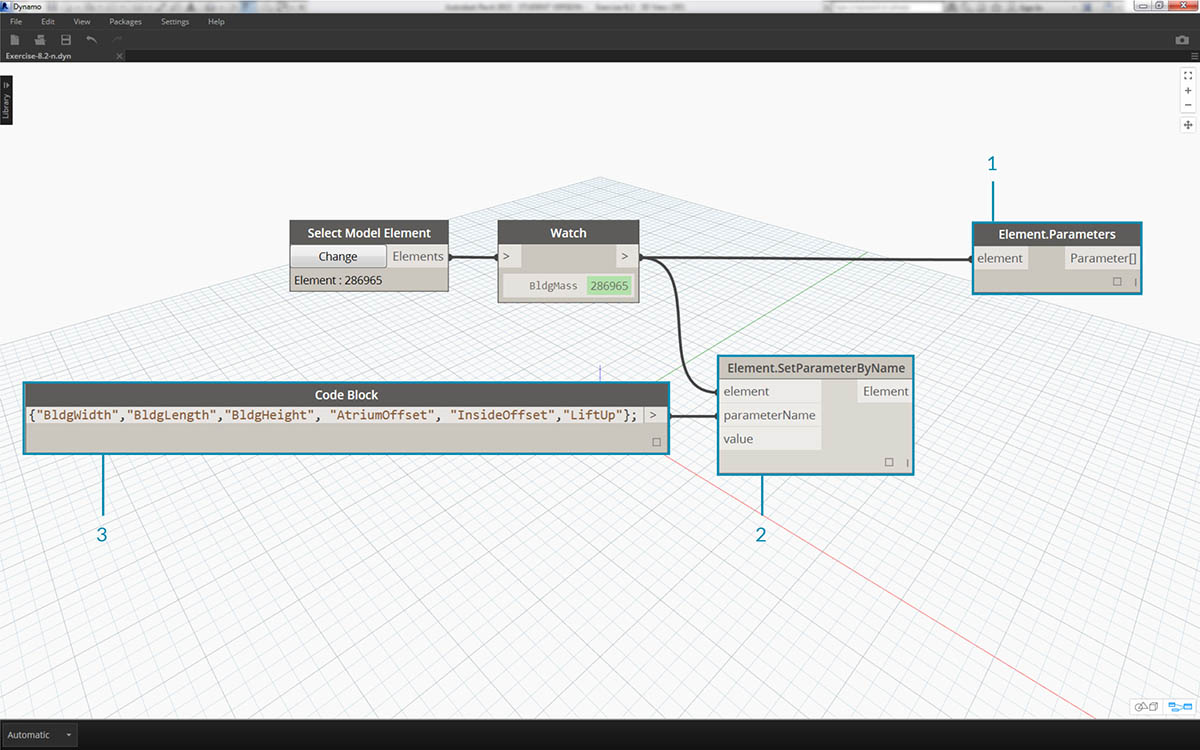 Dynamo
File Edit View Packages Settings Help
Exercise-8.2-n.dyn
Library
1
Select Model Element
Change Elements
Element : 286965
Watch
> >
BldgMass 286965
Element.Parameters
element Parameter[]
Element.SetParameterByName
element Element
parameterName
value
Code Block
{"BldgWidth","BldgLength","BldgHeight", "AtriumOffset", "InsideOffset","LiftUp"}; >
3
2
Automatic